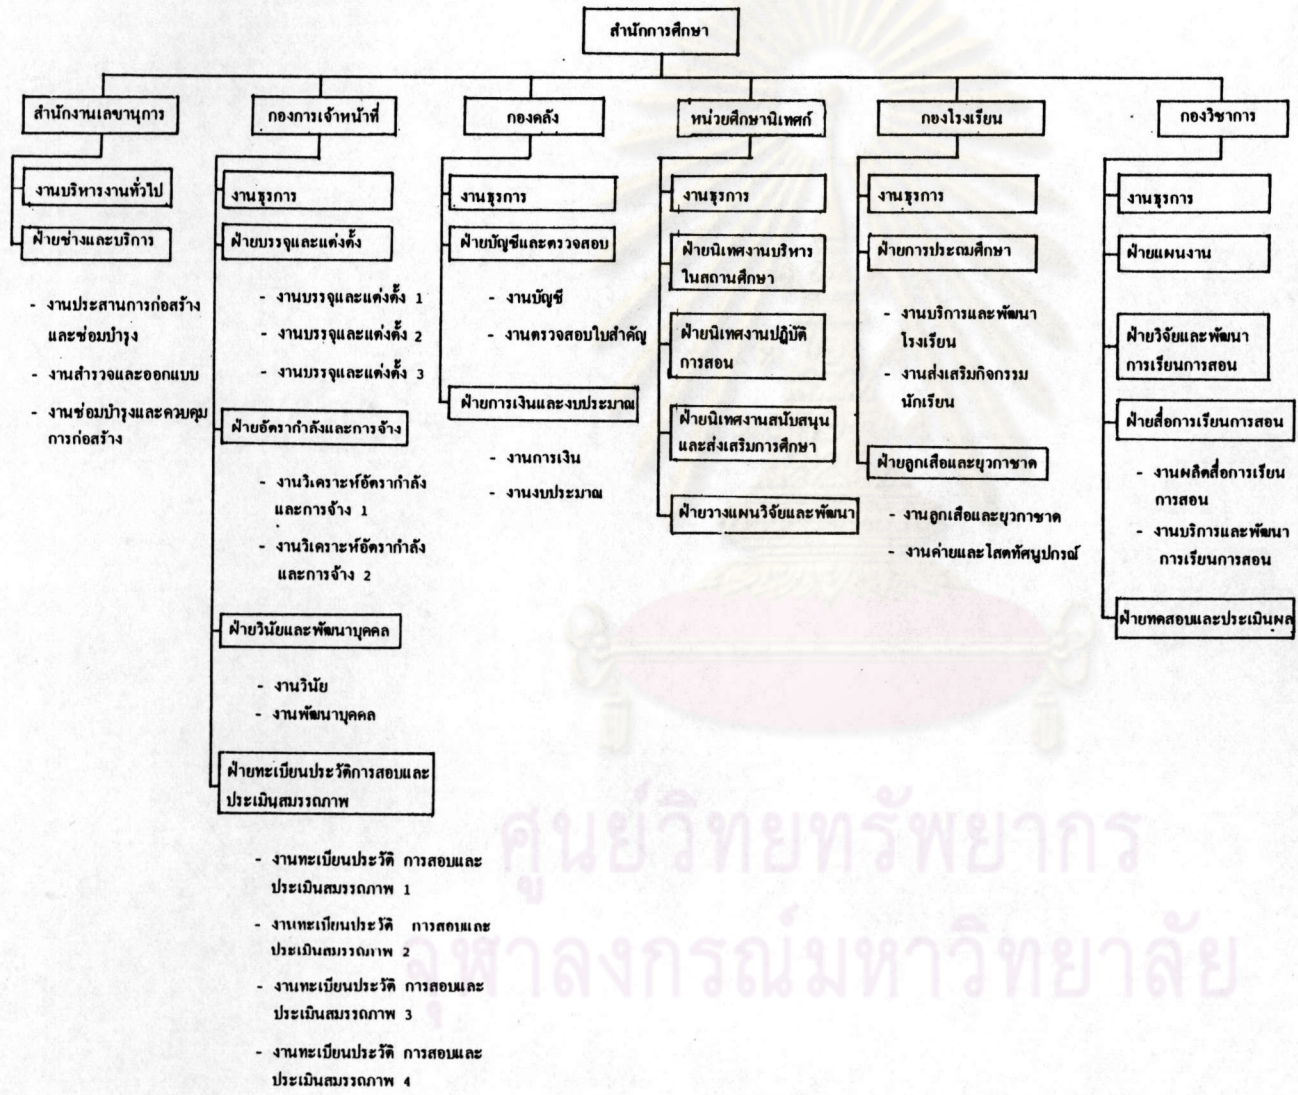 สำนักการศึกษา
สำนักงานเลขานุการ
งานบริหารงานทั่วไป
ฝ่ายช่างและบริการ
- งานประสานการก่อสร้าง
และซ่อมบำรุง
- งานสำรวจและออกแบบ
- งานซ่อมบำรุงและควบคุม
การก่อสร้าง
กองการเจ้าหน้าที่
งานธุรการ
ฝ่ายบรรจุและแต่งตั้ง
- งานบรรจุและแต่งตั้ง 1
- งานบรรจุและแต่งตั้ง 2
- งานบรรจุและแต่งตั้ง 3
ฝ่ายอัตรากำลังและการจ้าง
- งานวิเคราะห์อัตรากำลัง
และการจ้าง 1
- งานวิเคราะห์อัตรากำลัง
และการจ้าง 2
ฝ่ายวินัยและพัฒนาบุคคล
- งานวินัย
- งานพัฒนาบุคคล
ฝ่ายทะเบียนประวัติการสอบและ
ประเมินสมรรถภาพ
- งานทะเบียนประวัติ การสอบและ
ประเมินสมรรถภาพ 1
- งานทะเบียนประวัติ การสอบและ
ประเมินสมรรถภาพ 2
- งานทะเบียนประวัติ การสอบและ
ประเมินสมรรถภาพ 3
- งานทะเบียนประวัติ การสอบและ
ประเมินสมรรถภาพ 4
กองคลัง
งานธุรการ
ฝ่ายบัญชีและตรวจสอบ
- งานบัญชี
- งานตรวจสอบใบสำคัญ
ฝ่ายการเงินและงบประมาณ
- งานการเงิน
- งานงบประมาณ
หน่วยศึกษานิเทศก์
งานธุรการ
ฝ่ายนิเทศงานบริหาร
ในสถานศึกษา
ฝ่ายนิเทศงานปฏิบัติ
การสอน
ฝ่ายนิเทศงานสนับสนุน
และส่งเสริมการศึกษา
ฝ่ายวางแผนวิจัยและพัฒนา
กองโรงเรียน
งานธุรการ
ฝ่ายการประถมศึกษา
- งานบริการและพัฒนา
โรงเรียน
- งานส่งเสริมกิจกรรม
นักเรียน
ฝ่ายลูกเสือและยุวกาชาด
- งานลูกเสือและยุวกาชาด
- งานค่ายและโสตทัศนูปกรณ์
กองวิชาการ
งานธุรการ
ฝ่ายแผนงาน
ฝ่ายวิจัยและพัฒนา
การเรียนการสอน
ฝ่ายสื่อการเรียนการสอน
- งานผลิตสื่อการเรียน
การสอน
- งานบริการและพัฒนา
การเรียนการสอน
ฝ่ายทดสอบและประเมินผล
ศูนย์วิทยทรัพยากร
จุฬาลงกรณ์มหาวิทยาลัย